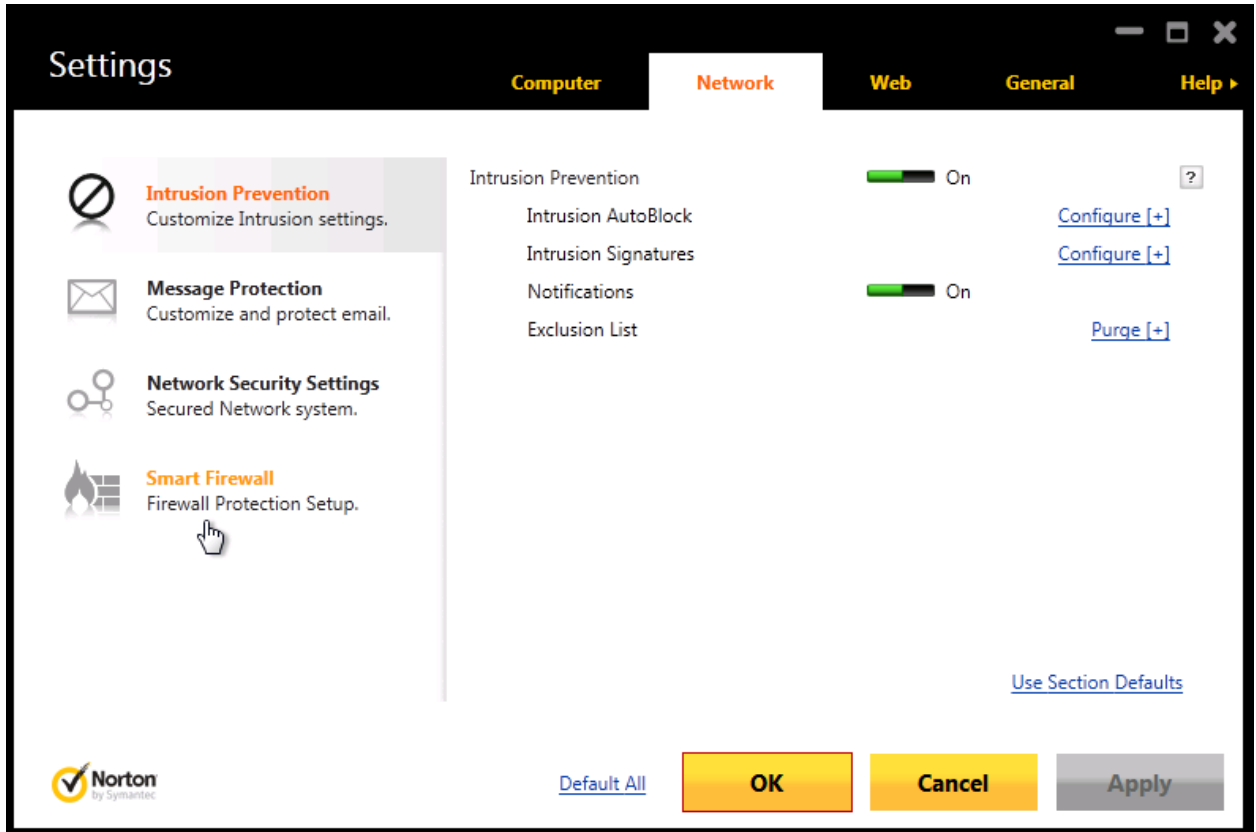 Settings
Computer
Network
Web
General
Help
Intrusion Prevention
Customize Intrusion settings.
Message Protection
Customize and protect email.
Network Security Settings
Secured Network system.
Smart Firewall
Firewall Protection Setup.
Intrusion Prevention On ?
Intrusion AutoBlock Configure [+]
Intrusion Signatures Configure [+]
Notifications On
Exclusion List Purge [+]
Use Section Defaults
Norton
by Symantec
Default All
OK
Cancel
Apply